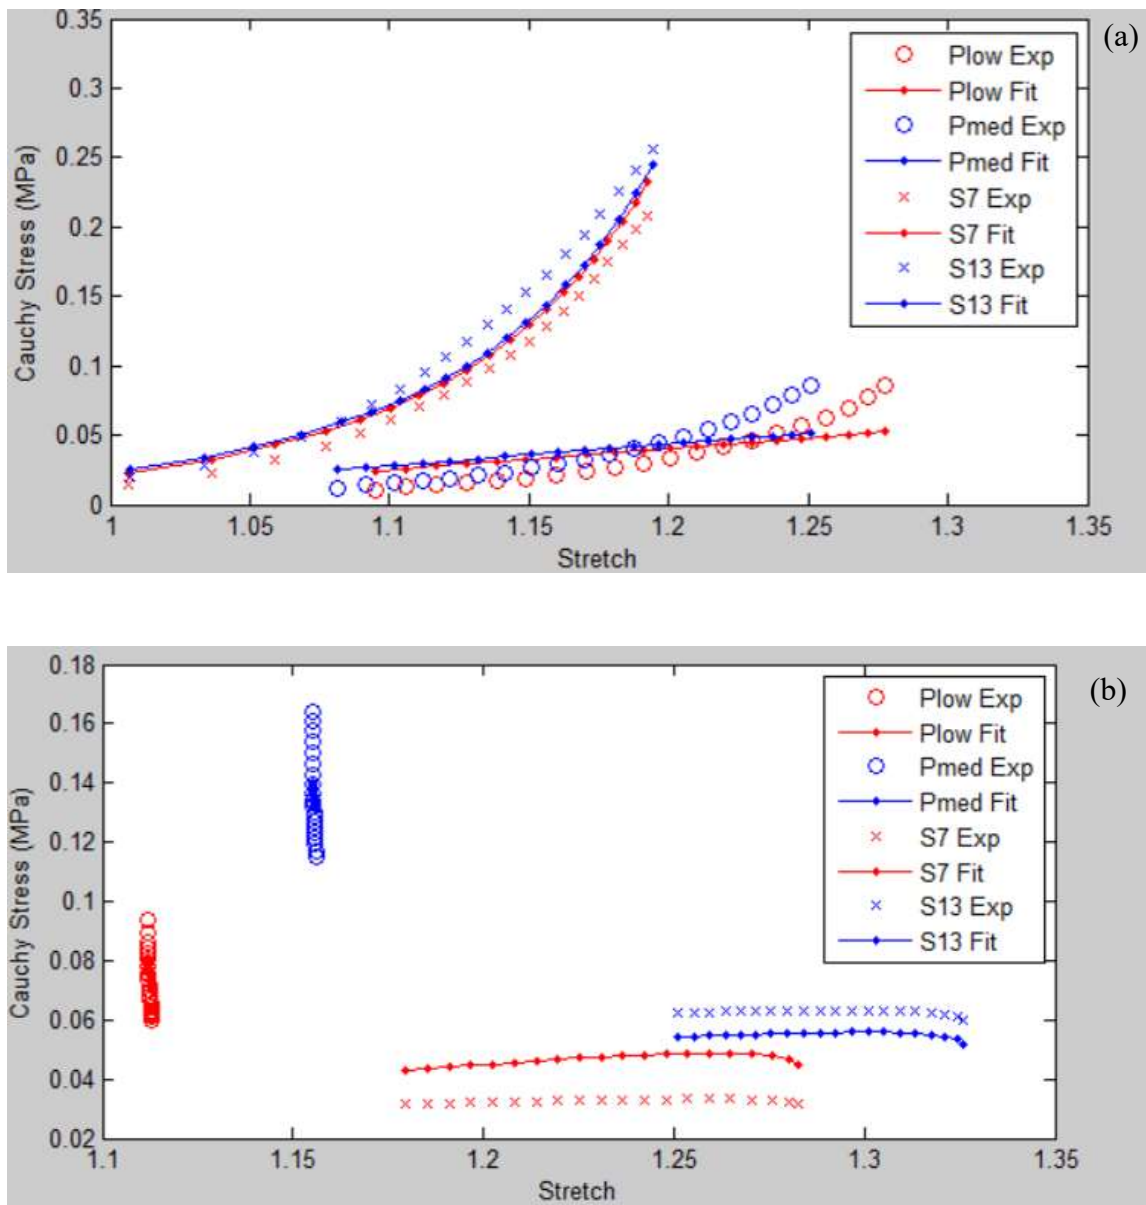 (a)
0.35
0.3
0.25
0.2
0.15
0.1
0.05
0
Cauchy Stress (MPa)
1
1.05
1.1
1.15
1.2
1.25
1.3
1.35
Stretch
Plow Exp
Plow Fit
Pmed Exp
Pmed Fit
S7 Exp
S7 Fit
S13 Exp
S13 Fit
(b)
0.18
0.16
0.14
0.12
0.1
0.08
0.06
0.04
0.02
Cauchy Stress (MPa)
1.1
1.15
1.2
1.25
1.3
1.35
Stretch
Plow Exp
Plow Fit
Pmed Exp
Pmed Fit
S7 Exp
S7 Fit
S13 Exp
S13 Fit